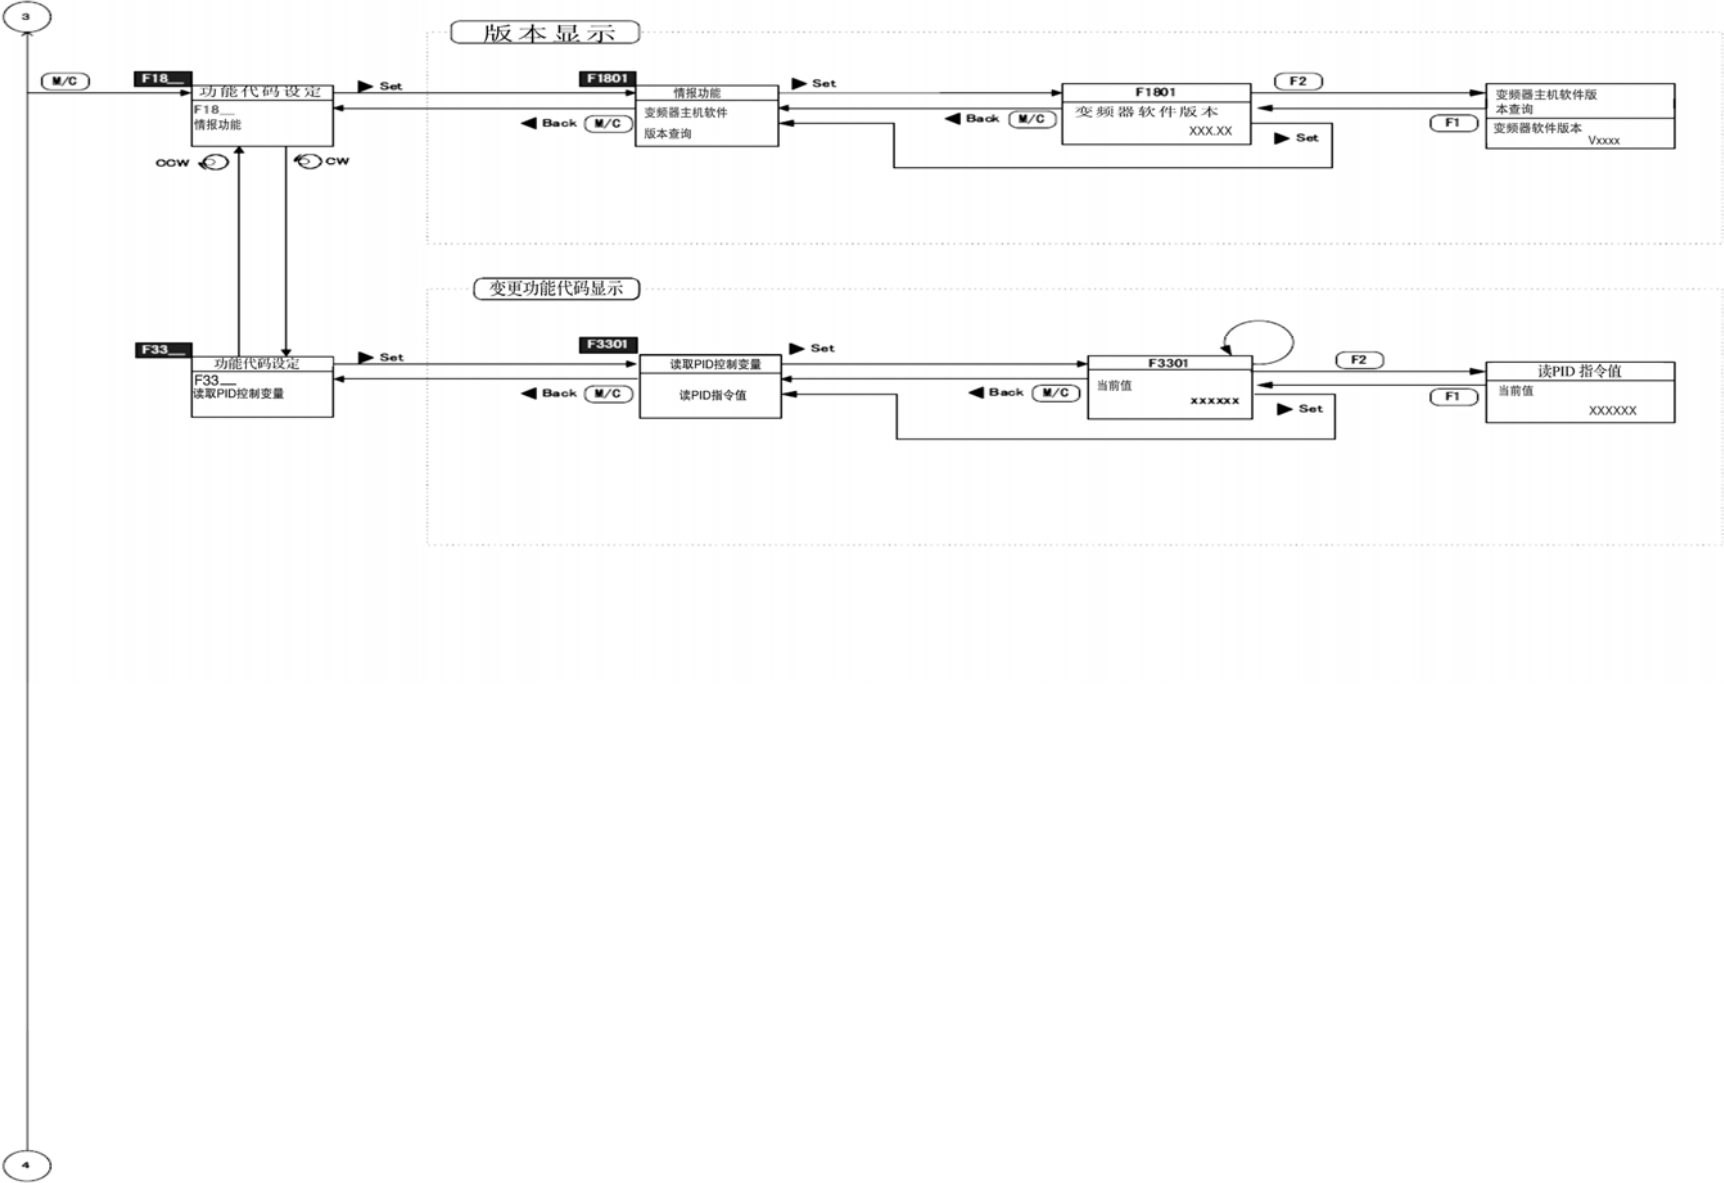 3
版本显示
M/C
F18__
功能代码设定
F18__
情报功能
Set
Back
M/C
F1801
情报功能
变频器主机软件
版本查询
Set
Back
M/C
F1801
变频器软件版本
XXX.XX
Set
F2
F1
变频器主机软件版
本查询
变频器软件版本
Vxxxx
CCW
CW
变更功能代码显示
F33__
功能代码设定
F33__
读取PID控制变量
Set
Back
M/C
F3301
读取PID控制变量
读PID指令值
Set
Back
M/C
F3301
当前值
xxxxxx
Set
F2
F1
读PID 指令值
当前值
XXXXXX
4